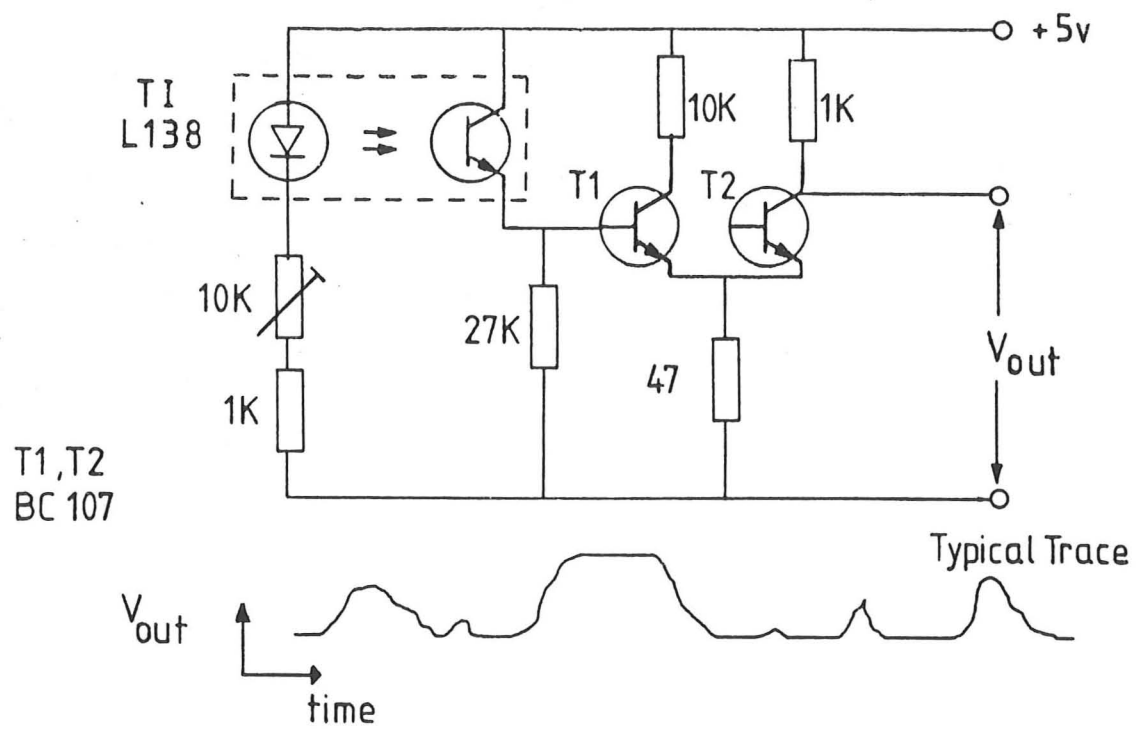 +5v
TI
L138
10K
1K
T1
T2
10K
27K
47
Vout
1K
T1,T2
BC 107
Typical Trace
Vout
time